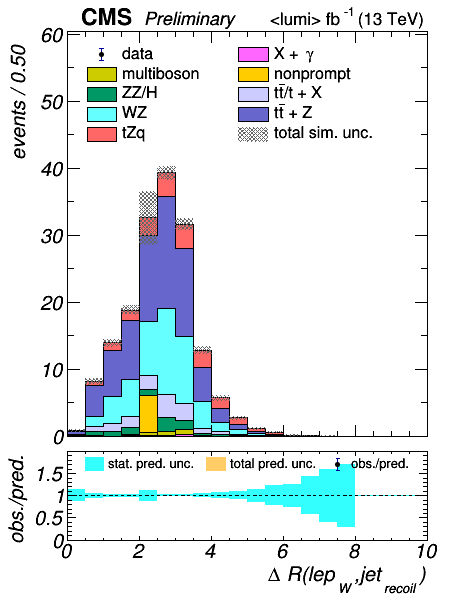 CMS Preliminary <lumi> fb⁻¹ (13 TeV)
events / 0.50
60
50
40
30
20
10
0
data
multiboson
ZZ/H
WZ
tZq
X + γ
nonprompt
tt̄/t + X
tt̄ + Z
total sim. unc.
obs./pred.
1.5
1
0.5
0
stat. pred. unc. total pred. unc. obs./pred.
0 2 4 6 8 10
Δ R(lep_W,jet_recoil)